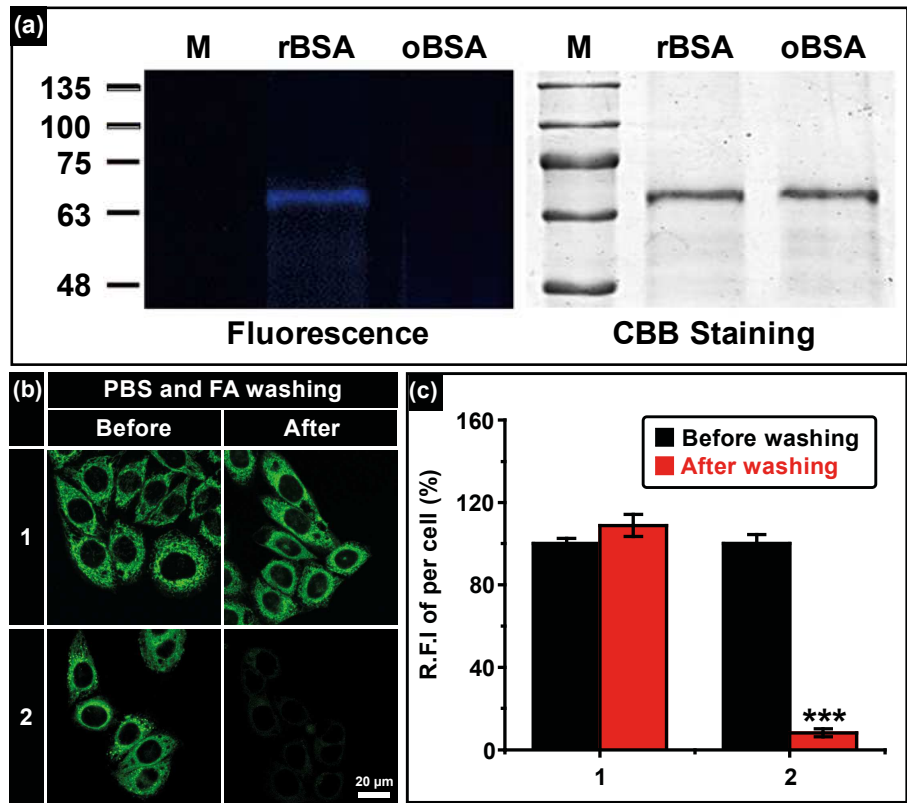 (a)
M rBSA oBSA M rBSA oBSA
135
100
75
63
48
Fluorescence CBB Staining
(b)
PBS and FA washing
Before After
1
2
20 µm
(c)
R.F.I of per cell (%)
160
120
80
40
0
Before washing
After washing
***
1 2